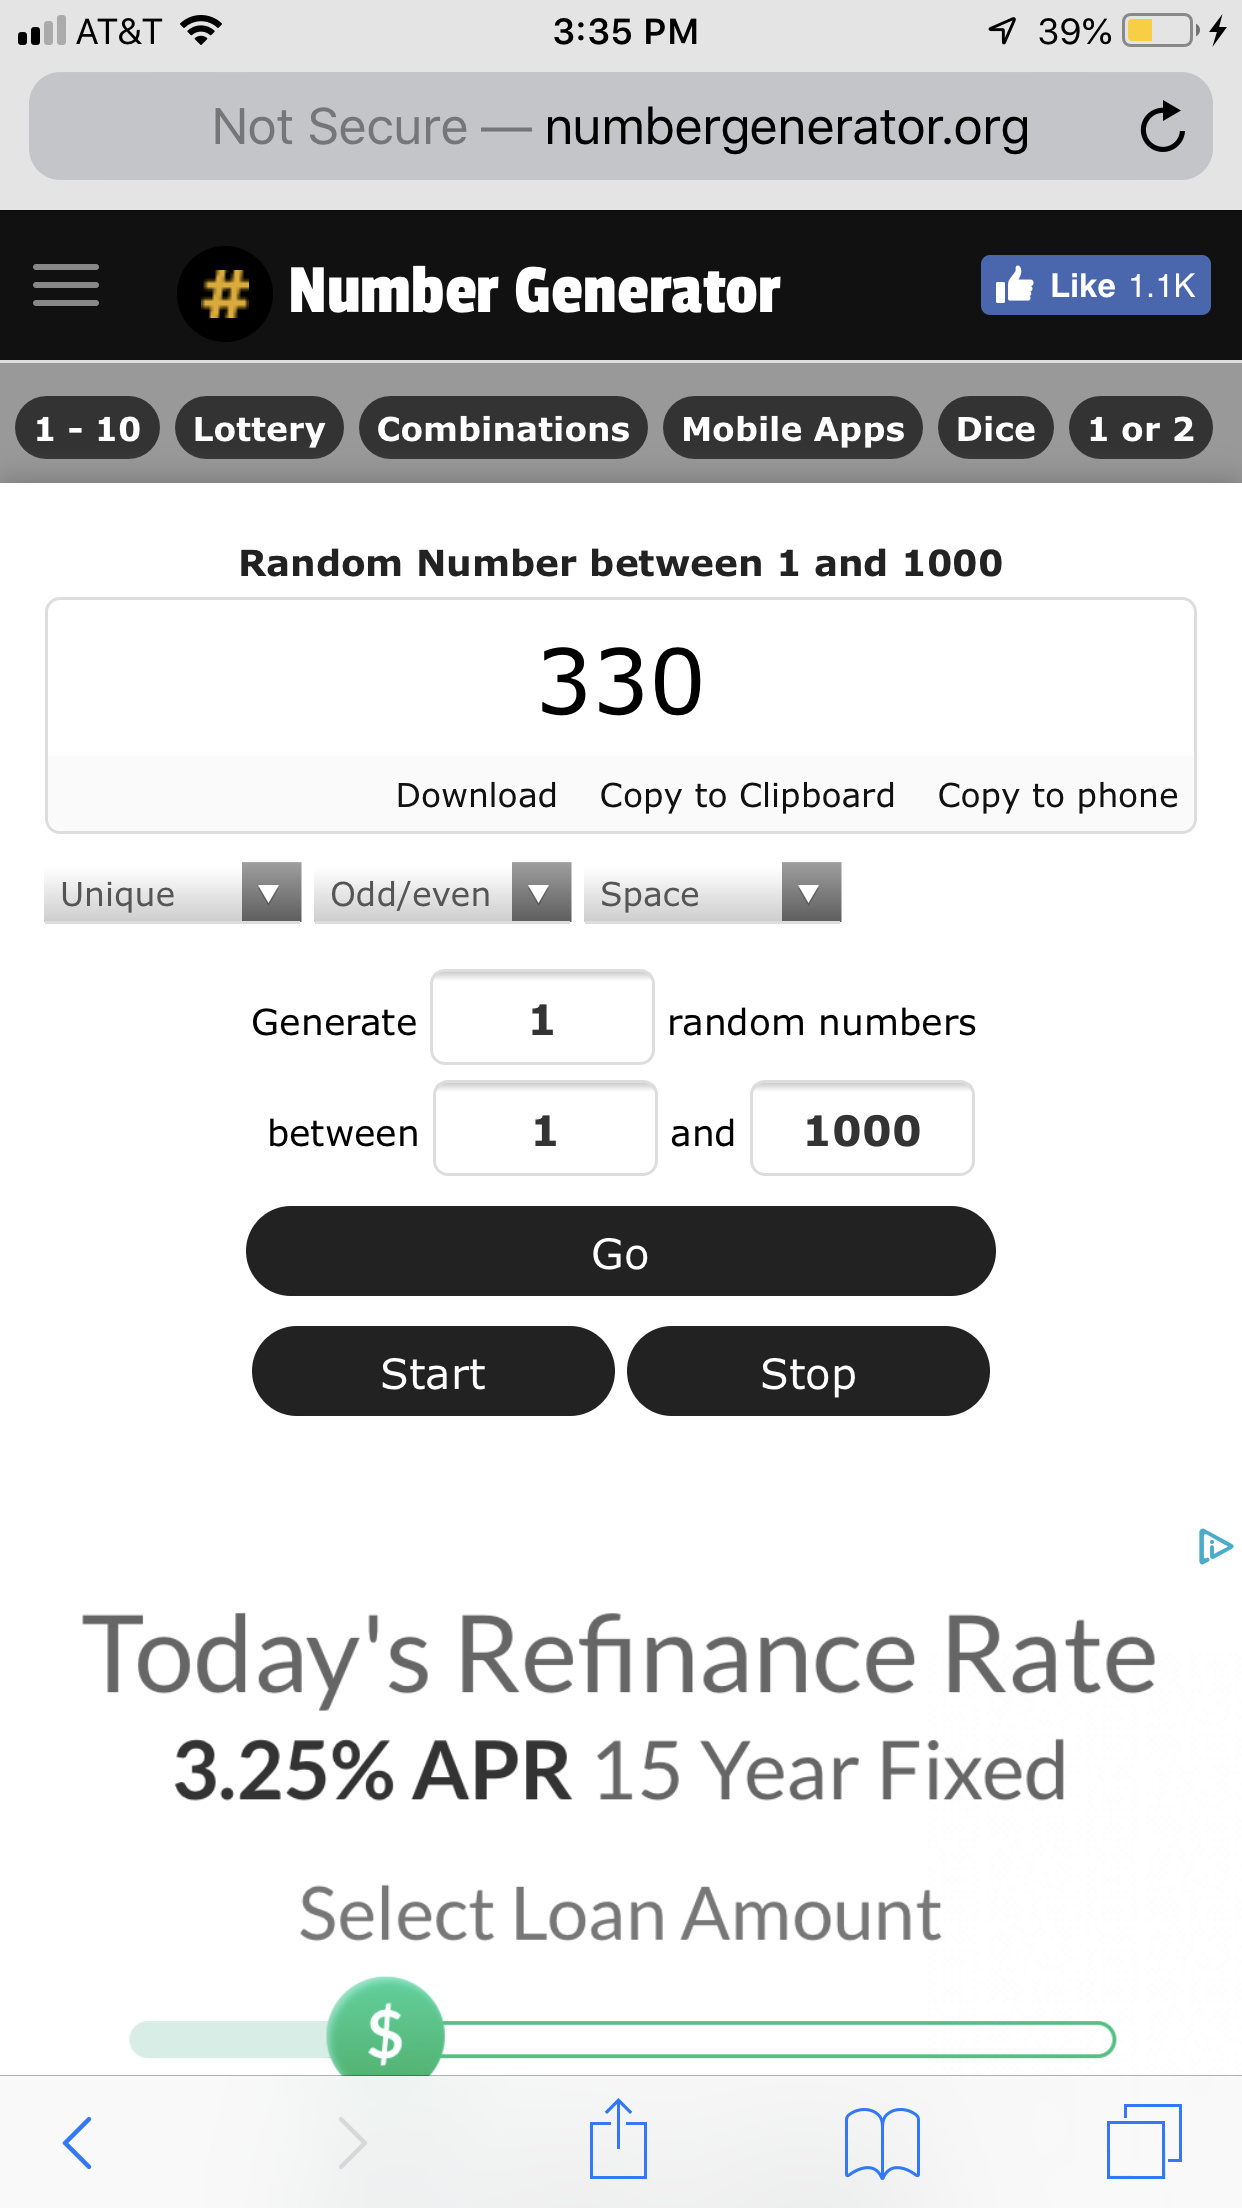 AT&T 3:35 PM 39%
Not Secure — numbergenerator.org
# Number Generator Like 1.1K
1 - 10 Lottery Combinations Mobile Apps Dice 1 or 2
Random Number between 1 and 1000
330
Download Copy to Clipboard Copy to phone
Unique Odd/even Space
Generate 1 random numbers
between 1 and 1000
Go
Start Stop
Today's Refinance Rate
3.25% APR 15 Year Fixed
Select Loan Amount
$